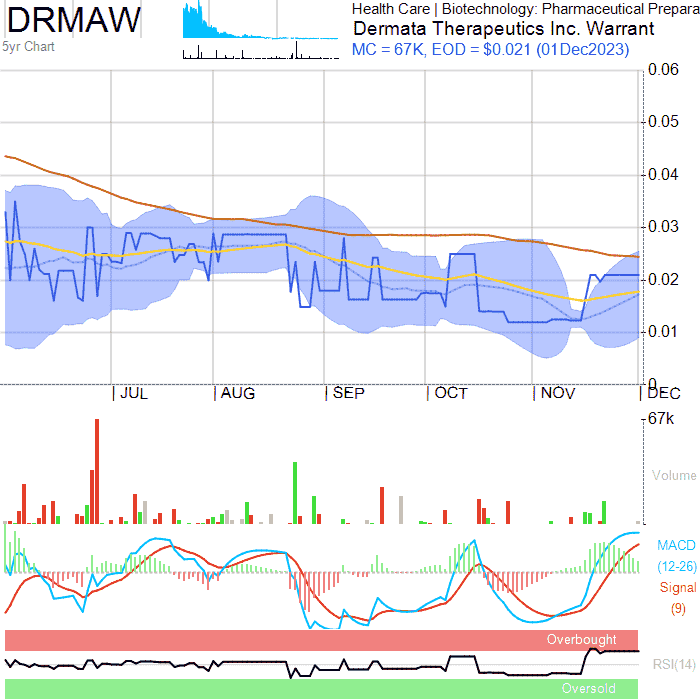 DRMAW
5yr Chart
Health Care | Biotechnology: Pharmaceutical Prepara
Dermata Therapeutics Inc. Warrant
MC = 67K, EOD = $0.021 (01Dec2023)
0.06
0.05
0.04
0.03
0.02
0.01
0
JUL
AUG
SEP
OCT
NOV
DEC
67k
Volume
MACD
(12-26)
Signal
(9)
Overbought
RSI(14)
Oversold